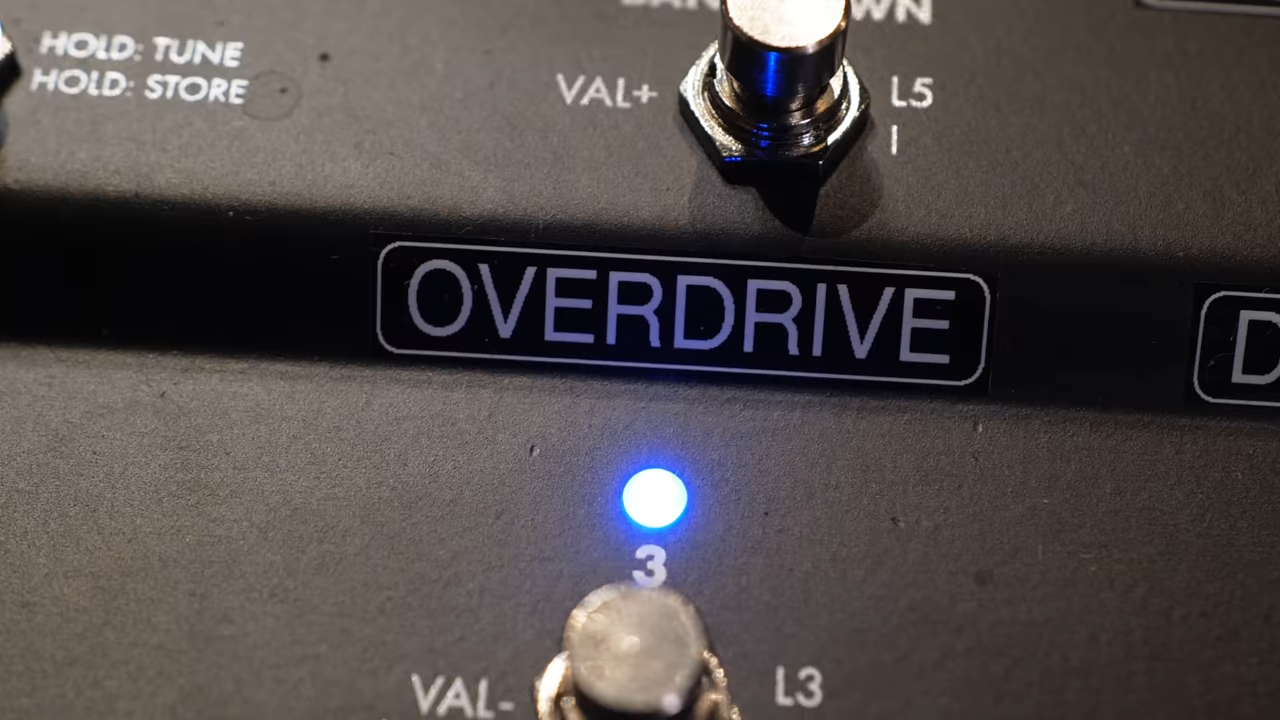 HOLD: TUNE
HOLD: STORE
VAL+
L5
OVERDRIVE
D
3
VAL-
L3